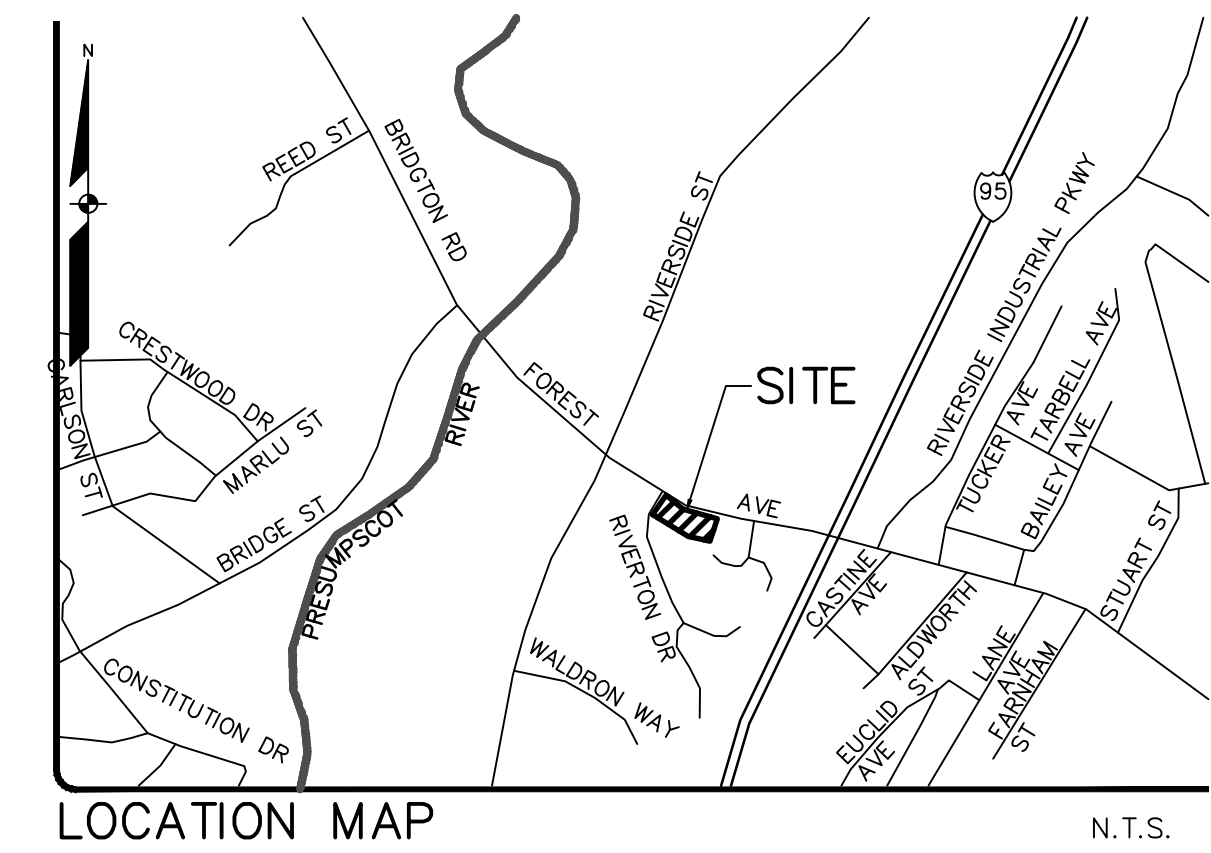 N
REED ST
BRIDGTON RD
RIVERSIDE ST
95
RIVERSIDE INDUSTRIAL PKWY
CRESTWOOD DR
CARLSON ST
MARLU ST
RIVER
FOREST
SITE
TUCKER AVE
TARBELL AVE
BAILEY AVE
AVE
BRIDGE ST
PRESUMPSCOT
RIVERTON DR
CASTINE
AVE
STUART ST
ALDWORTH
ST
LANE
AVE
FARNHAM
ST
WALDRON WAY
CONSTITUTION DR
EUCLID
AVE
LOCATION MAP
N.T.S.